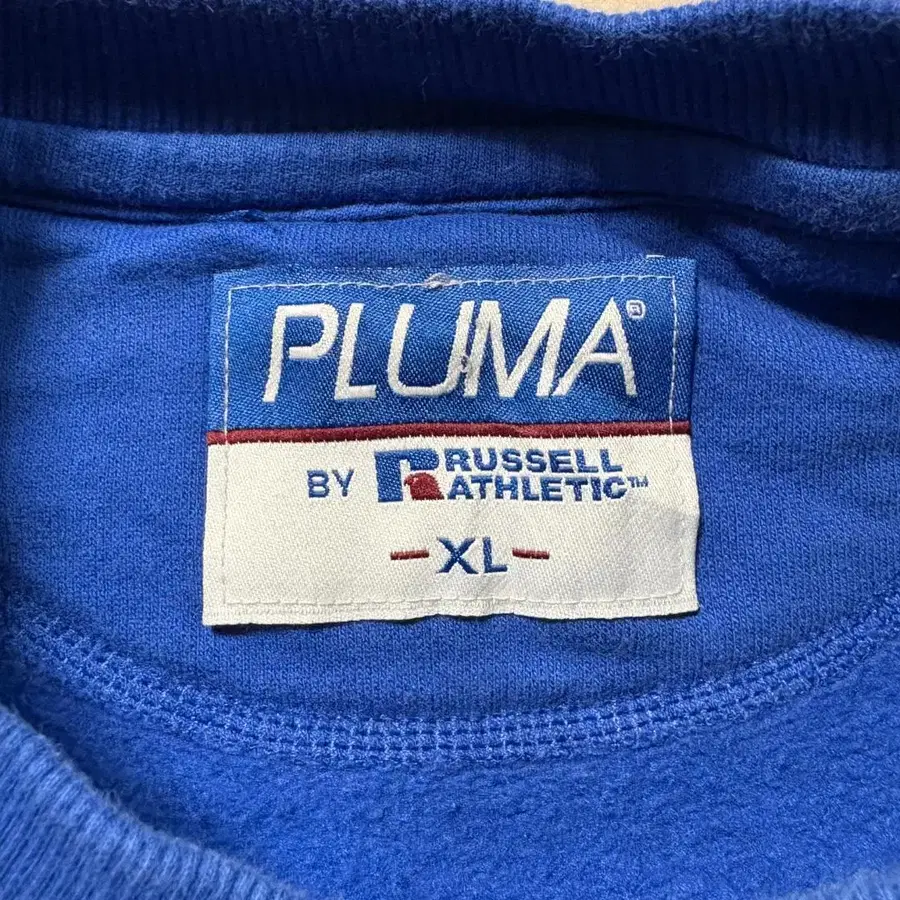 PLUMA®
BY RUSSELL
ATHLETIC™
-XL-